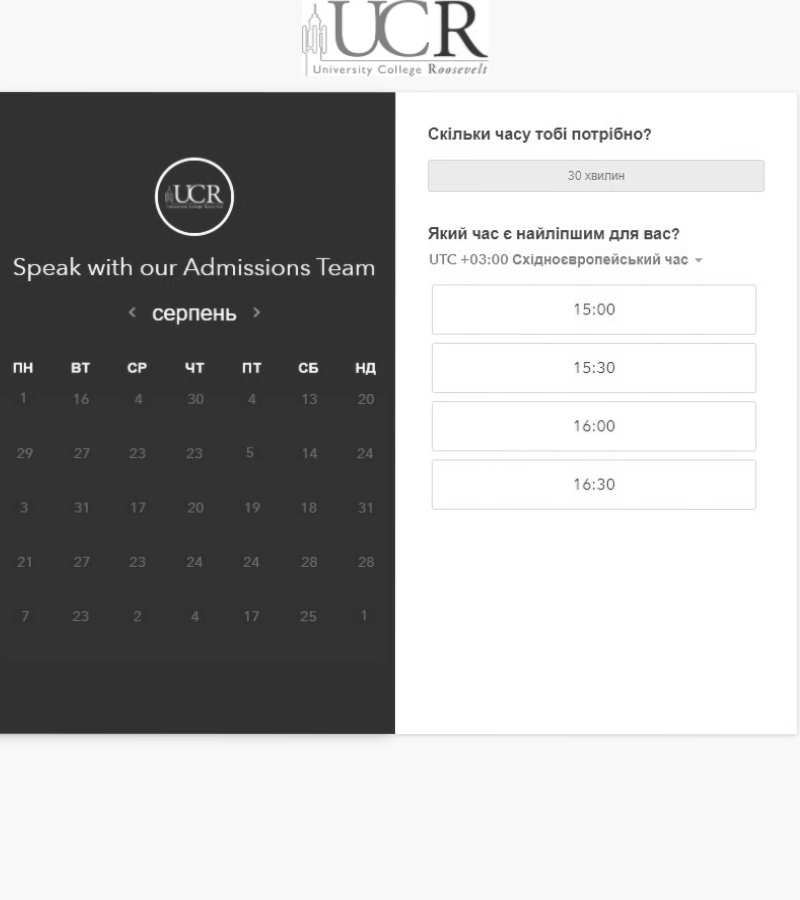 UCR
University College Roosevelt
UCR
Speak with our Admissions Team
серпень
ПН ВТ СР ЧТ ПТ СБ НД
1 16 4 30 4 13 20
29 27 23 23 5 14 24
3 31 17 20 19 18 31
21 27 23 24 24 28 28
7 23 2 4 17 25 1
Скільки часу тобі потрібно?
30 хвилин
Який час є найліпшим для вас?
UTC +03:00 Східноєвропейський час
15:00
15:30
16:00
16:30